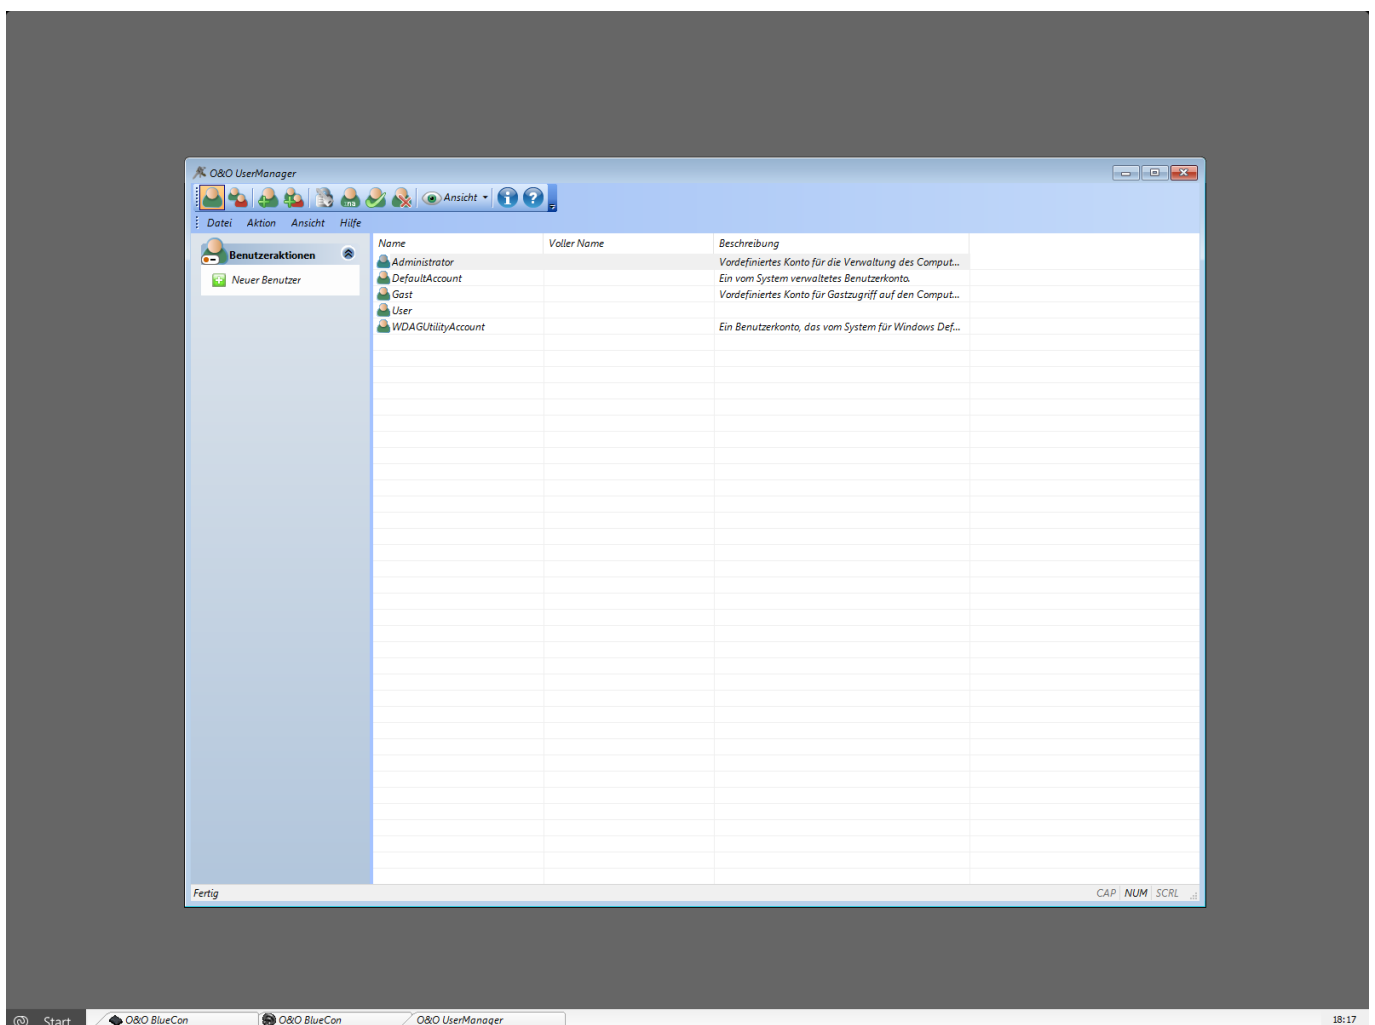 O&O UserManager
Ansicht
Datei Aktion Ansicht Hilfe
Benutzeraktionen
Neuer Benutzer
Name Voller Name Beschreibung
Administrator Vordefiniertes Konto für die Verwaltung des Comput...
DefaultAccount Ein vom System verwaltetes Benutzerkonto.
Gast Vordefiniertes Konto für Gastzugriff auf den Comput...
User
WDAGUtilityAccount Ein Benutzerkonto, das vom System für Windows Def...
Fertig CAP NUM SCRL
Start O&O BlueCon O&O BlueCon O&O UserManager 18:17